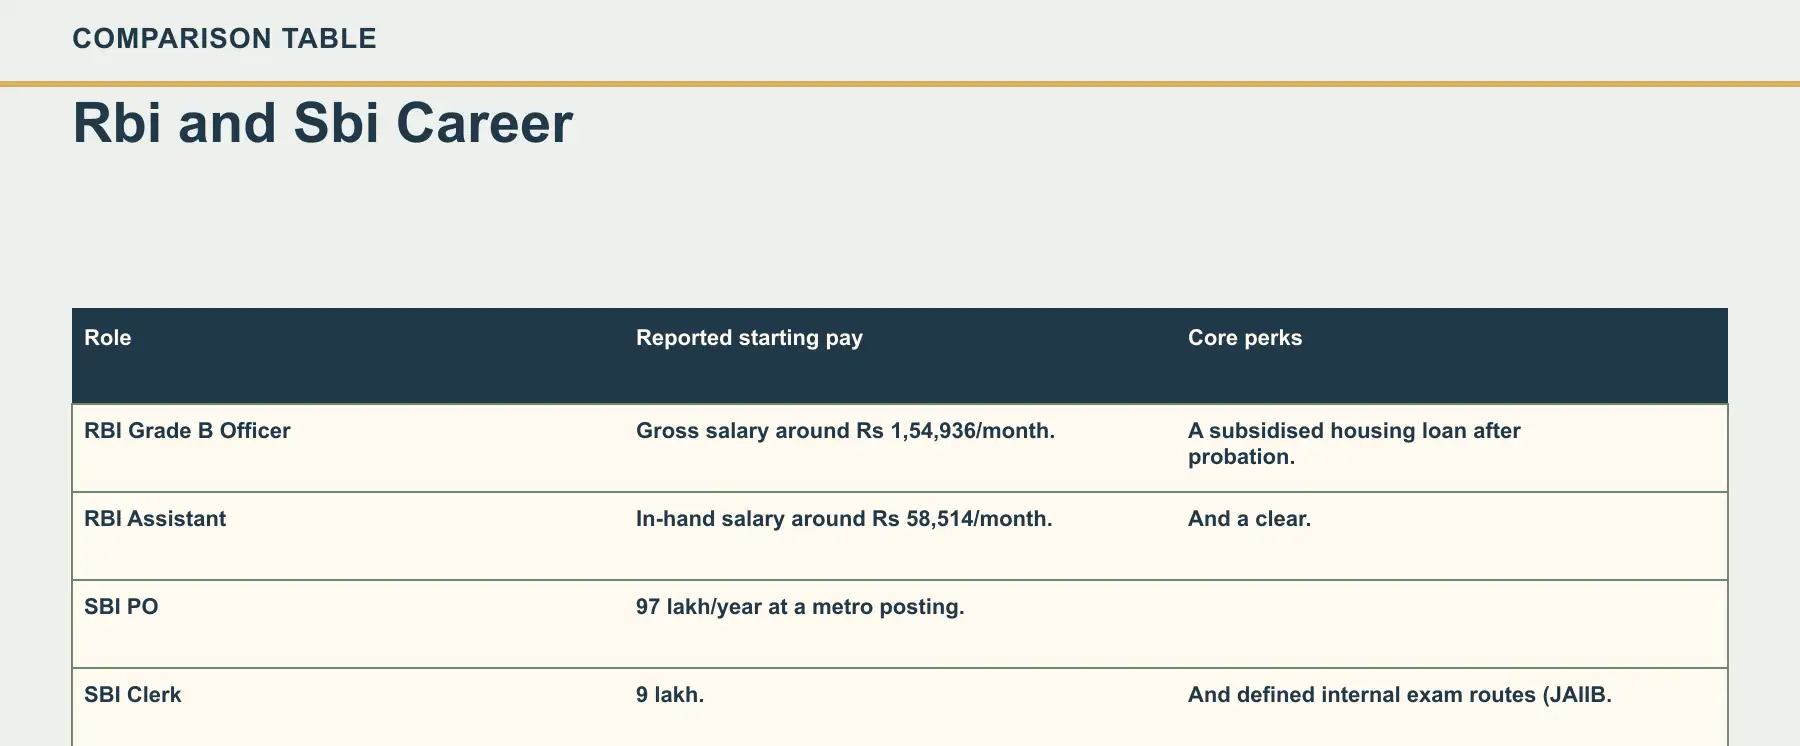 COMPARISON TABLE
Rbi and Sbi Career
Role Reported starting pay Core perks
RBI Grade B Officer Gross salary around Rs 1,54,936/month. A subsidised housing loan after
probation.
RBI Assistant In-hand salary around Rs 58,514/month. And a clear.
SBI PO 97 lakh/year at a metro posting.
SBI Clerk 9 lakh. And defined internal exam routes (JAIIB.